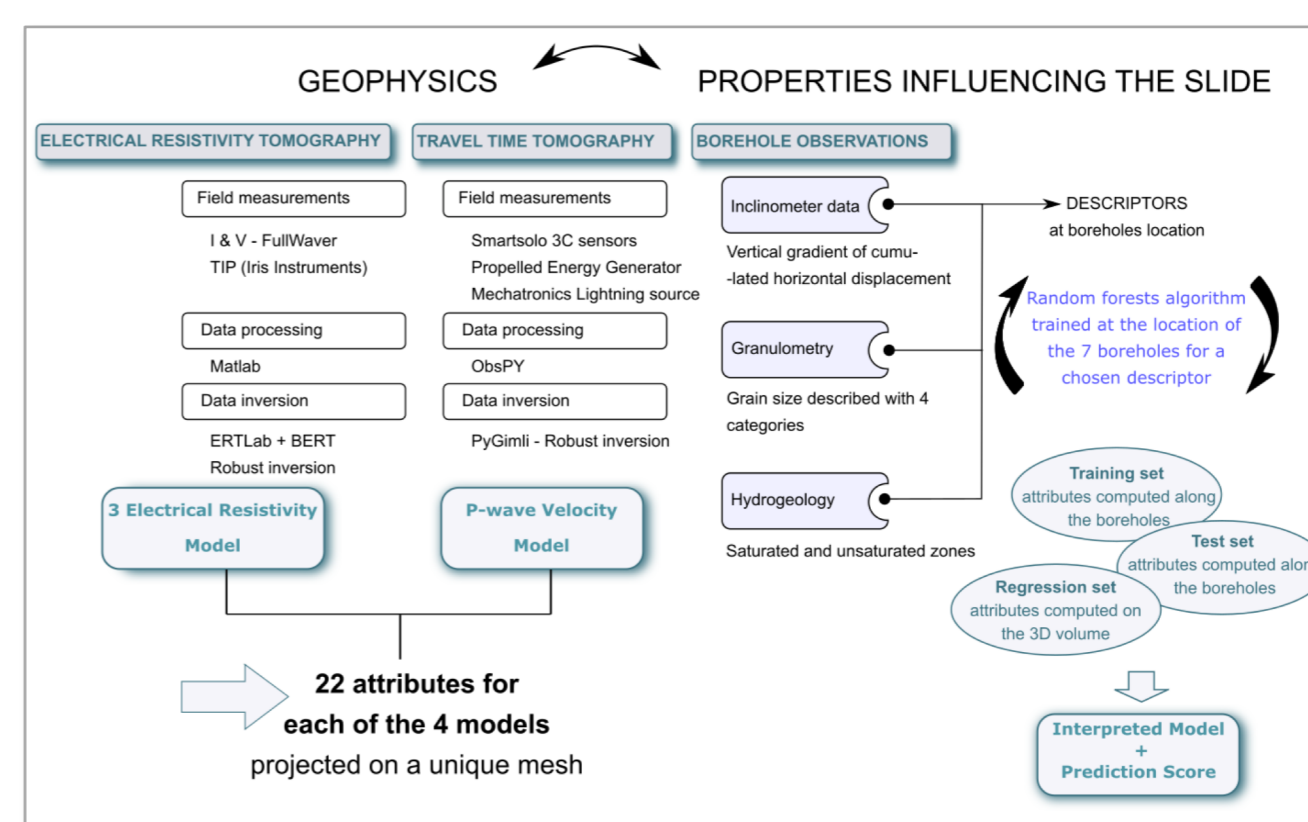 GEOPHYSICS
PROPERTIES INFLUENCING THE SLIDE
ELECTRICAL RESISTIVITY TOMOGRAPHY
Field measurements
I & V - FullWaver
TIP (Iris Instruments)
Data processing
Matlab
Data inversion
ERTLab + BERT
Robust inversion
3 Electrical Resistivity
Model
TRAVEL TIME TOMOGRAPHY
Field measurements
Smartsolo 3C sensors
Propelled Energy Generator
Mechatronics Lightning source
Data processing
ObsPY
Data inversion
PyGimli - Robust inversion
P-wave Velocity
Model
22 attributes for
each of the 4 models
projected on a unique mesh
BOREHOLE OBSERVATIONS
Inclinometer data
Vertical gradient of cumu-
-lated horizontal displacement
Granulometry
Grain size described with 4
categories
Hydrogeology
Saturated and unsaturated zones
DESCRIPTORS
at boreholes location
Random forests algorithm
trained at the location of
the 7 boreholes for a
chosen descriptor
Training set
attributes computed along
the boreholes
Test set
attributes computed alon
the boreholes
Regression set
attributes computed on
the 3D volume
Interpreted Model
+
Prediction Score